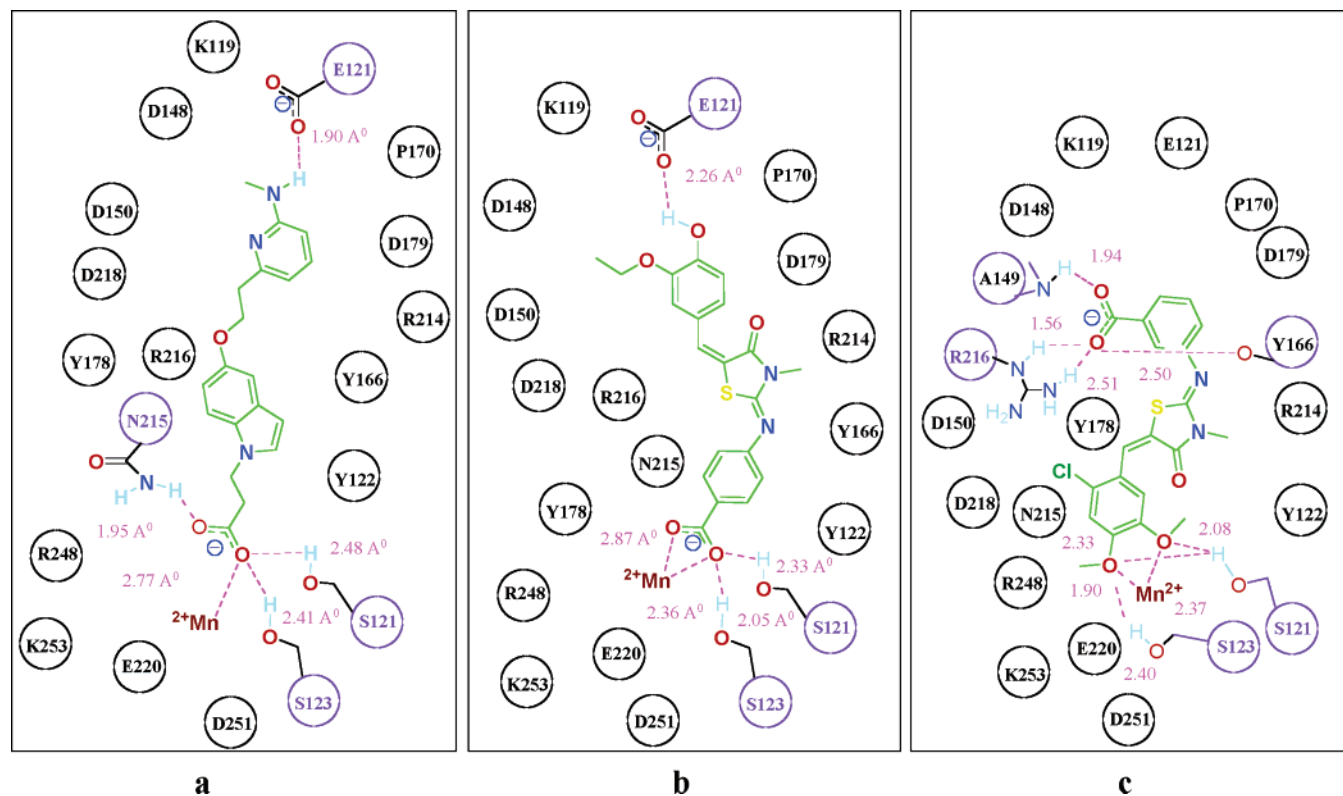 K119
E121
D148
O
⊖
O
1.90 A⁰
P170
H
N
D150
N
D179
D218
R214
O
Y178
R216
Y166
N215
N
O
N
H
H
Y122
O
1.95 A⁰
⊖
O
2.48 A⁰
H
R248
2.77 A⁰
O
H
2.41 A⁰
²⁺Mn
O
S121
K253
E220
S123
D251
a
K119
E121
O
⊖
O
P170
2.26 A⁰
D148
H
O
O
D179
D150
O
R214
N
D218
R216
S
N
Y166
N215
Y178
O
Y122
2.87 A⁰
⊖
O
H
2.33 A⁰
²⁺Mn
O
R248
2.36 A⁰
H
2.05 A⁰
O
S121
E220
K253
S123
D251
b
K119
E121
D148
P170
D179
A149
H
1.94
N
O
⊖
1.56
O
R216
H
Y166
O
N
H
2.51
2.50
N
N
H₂N
H
S
R214
D150
Y178
N
O
Cl
D218
N215
Y122
O
2.08
2.33
H
O
R248
1.90
Mn²⁺
O
2.37
H
S121
E220
O
S123
K253
2.40
D251
c